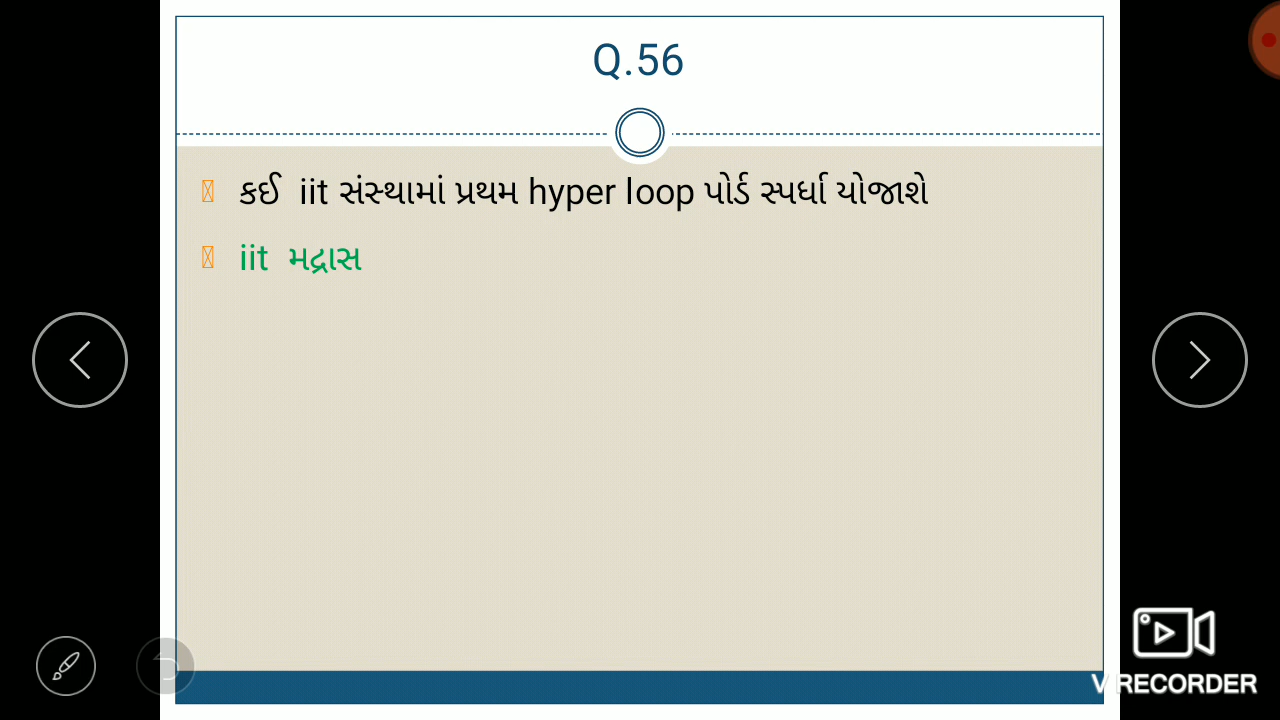 Q.56
કઈ iit સંસ્થામાં પ્રથમ hyper loop પોર્ડ સ્પર્ધા યોજાશે
iit મદ્રાસ
V RECORDER